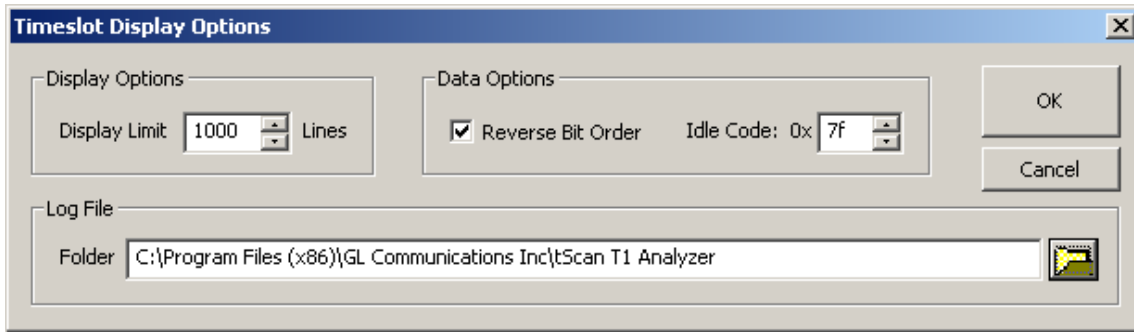 Timeslot Display Options
Display Options
Display Limit 1000 Lines
Data Options
Reverse Bit Order Idle Code: 0x 7f
OK
Cancel
Log File
Folder C:\Program Files (x86)\GL Communications Inc\tScan T1 Analyzer